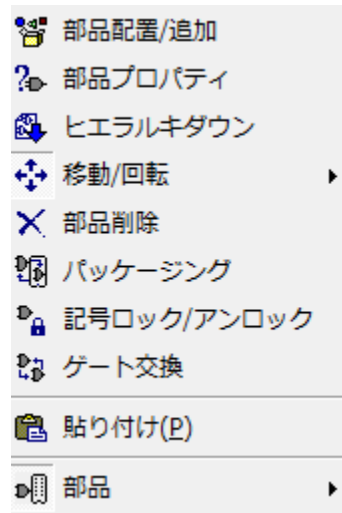 部品配置/追加
部品プロパティ
ヒエラルキダウン
移動/回転
部品削除
パッケージング
記号ロック/アンロック
ゲート交換
貼り付け(P)
部品